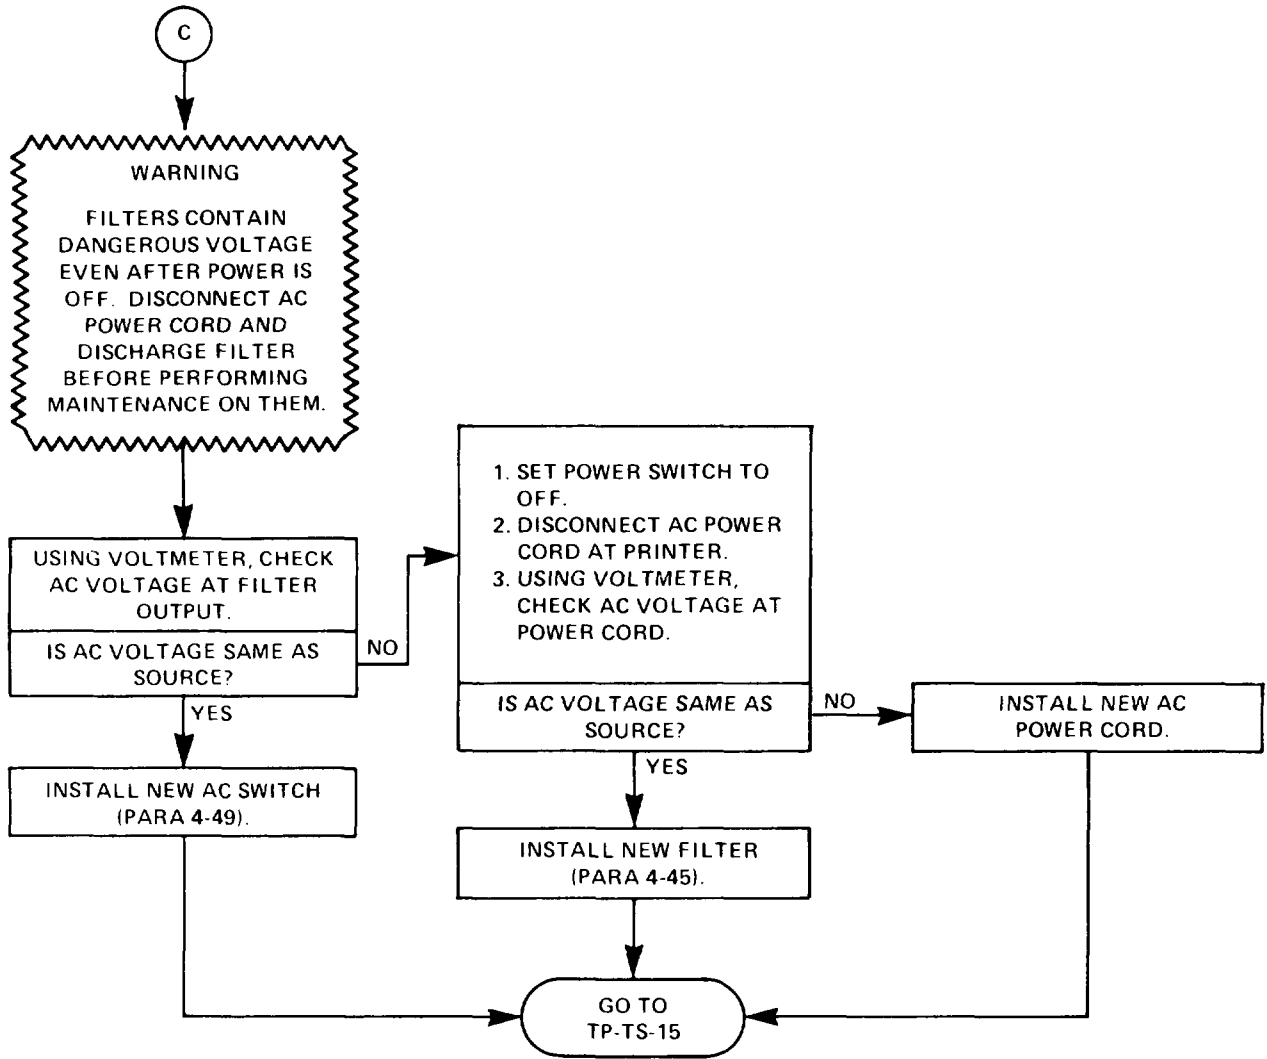 C
WARNING
FILTERS CONTAIN
DANGEROUS VOLTAGE
EVEN AFTER POWER IS
OFF. DISCONNECT AC
POWER CORD AND
DISCHARGE FILTER
BEFORE PERFORMING
MAINTENANCE ON THEM.
USING VOLTMETER, CHECK
AC VOLTAGE AT FILTER
OUTPUT.
IS AC VOLTAGE SAME AS
SOURCE?
NO
YES
INSTALL NEW AC SWITCH
(PARA 4-49).
1. SET POWER SWITCH TO
OFF.
2. DISCONNECT AC POWER
CORD AT PRINTER.
3. USING VOLTMETER,
CHECK AC VOLTAGE AT
POWER CORD.
IS AC VOLTAGE SAME AS
SOURCE?
NO
YES
INSTALL NEW AC
POWER CORD.
INSTALL NEW FILTER
(PARA 4-45).
GO TO
TP-TS-15